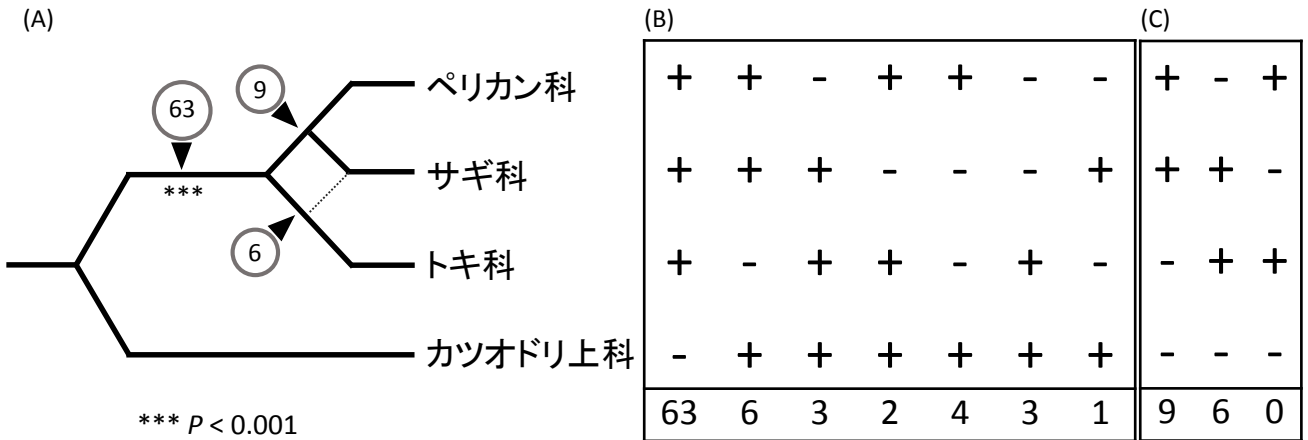 (A)
(B)
(C)
63
***
9
6
ペリカン科
サギ科
トキ科
カツオドリ上科
*** P < 0.001
+ + - + + - -
+ + + - - - +
+ - + + - + -
- + + + + + +
63 6 3 2 4 3 1
+ - +
+ + -
- + +
- - -
9 6 0